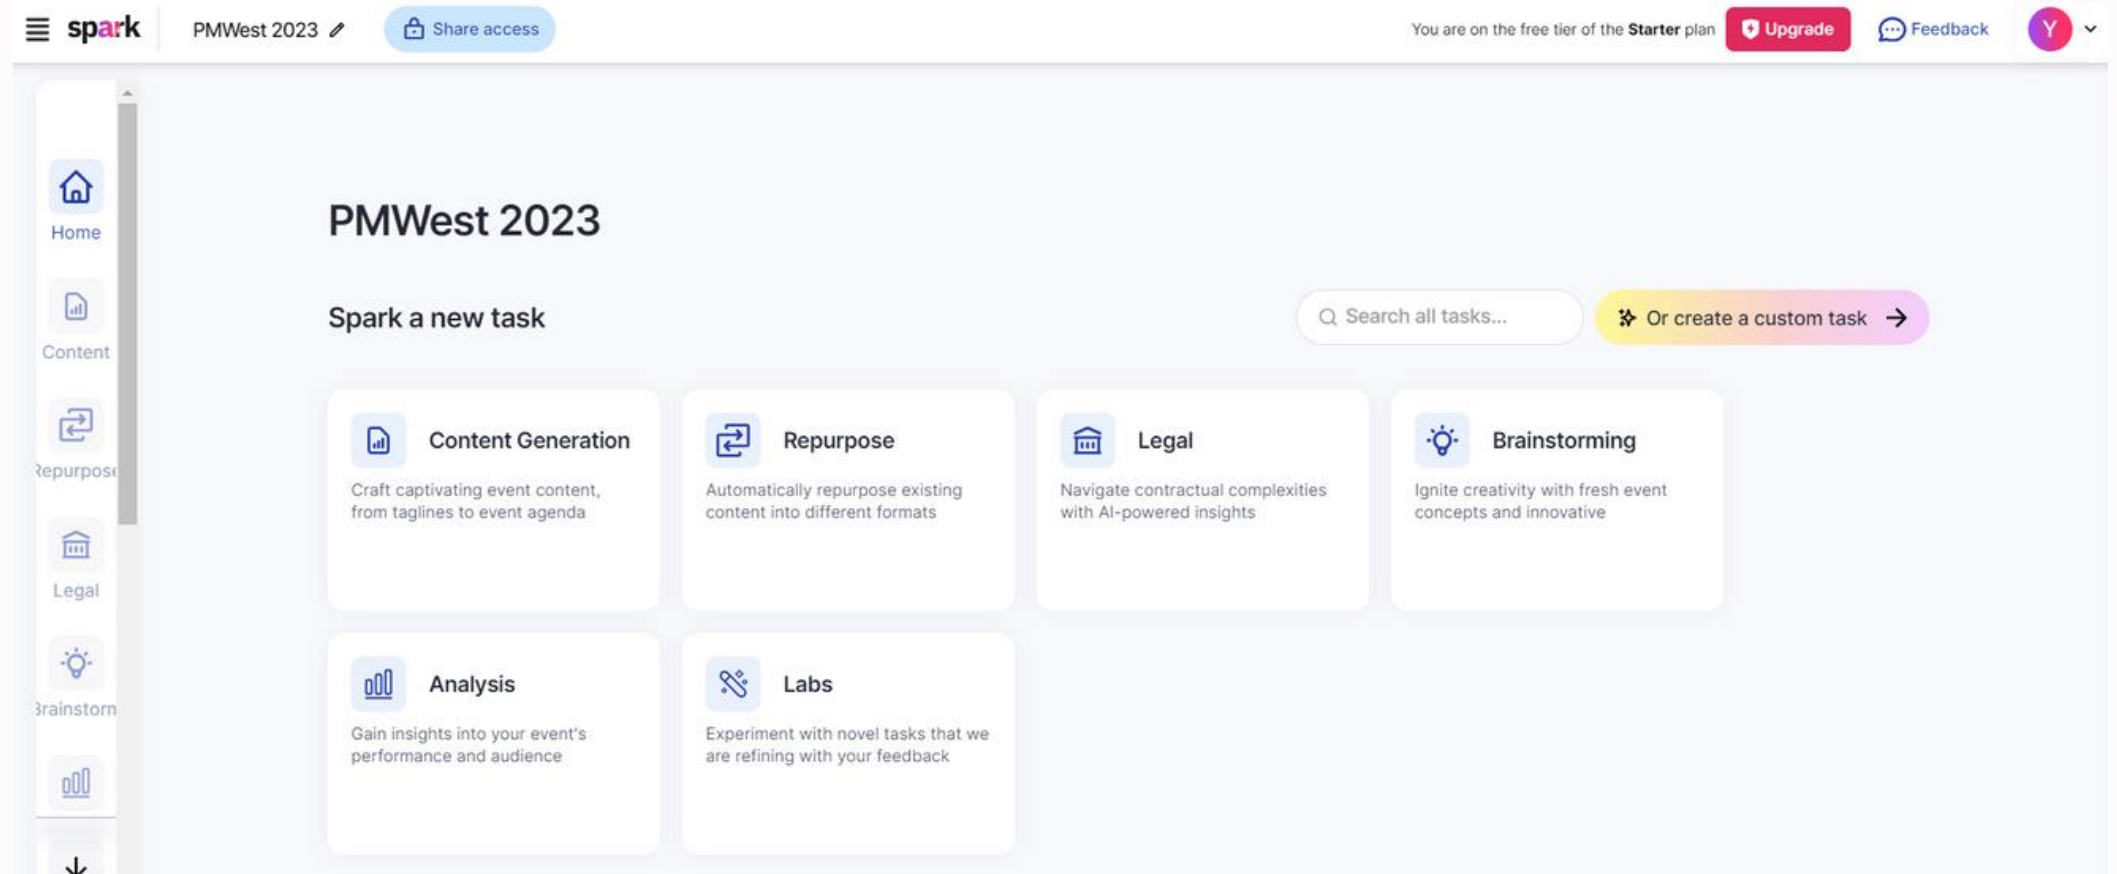 spark
PMWest 2023
Share access
You are on the free tier of the Starter plan
Upgrade
Feedback
Y
Home
Content
Repurpose
Legal
Brainstorm
PMWest 2023
Spark a new task
Search all tasks...
Or create a custom task
Content Generation
Craft captivating event content,
from taglines to event agenda
Repurpose
Automatically repurpose existing
content into different formats
Legal
Navigate contractual complexities
with AI-powered insights
Brainstorming
Ignite creativity with fresh event
concepts and innovative
Analysis
Gain insights into your event's
performance and audience
Labs
Experiment with novel tasks that we
are refining with your feedback